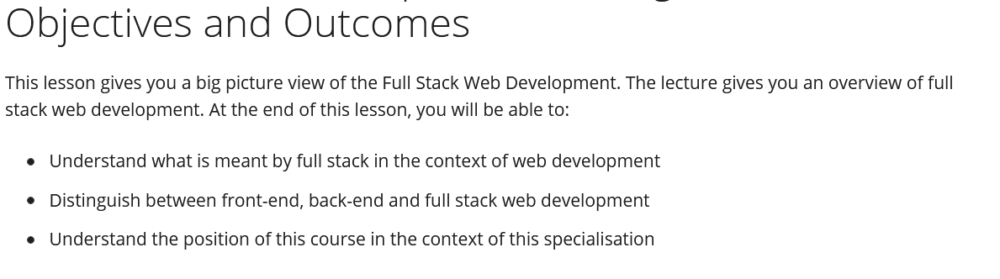 Objectives and Outcomes
This lesson gives you a big picture view of the Full Stack Web Development. The lecture gives you an overview of full
stack web development. At the end of this lesson, you will be able to:
Understand what is meant by full stack in the context of web development
Distinguish between front-end, back-end and full stack web development
Understand the position of this course in the context of this specialisation